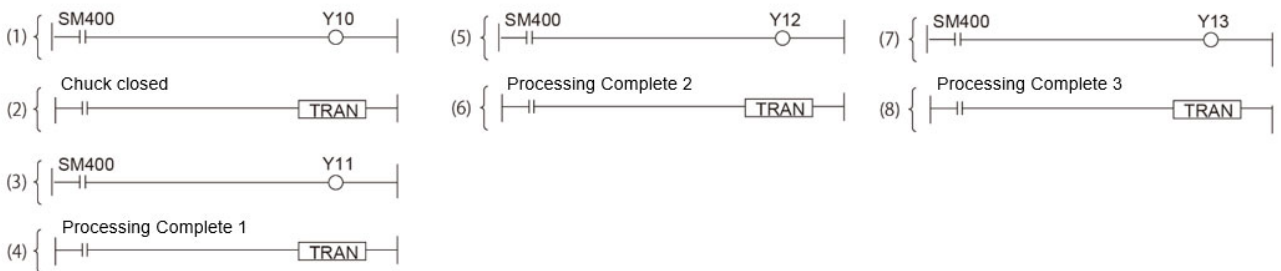 (1) SM400 Y10
(2) Chuck closed
TRAN
(3) SM400 Y11
(4) Processing Complete 1
TRAN
(5) SM400 Y12
(6) Processing Complete 2
TRAN
(7) SM400 Y13
(8) Processing Complete 3
TRAN